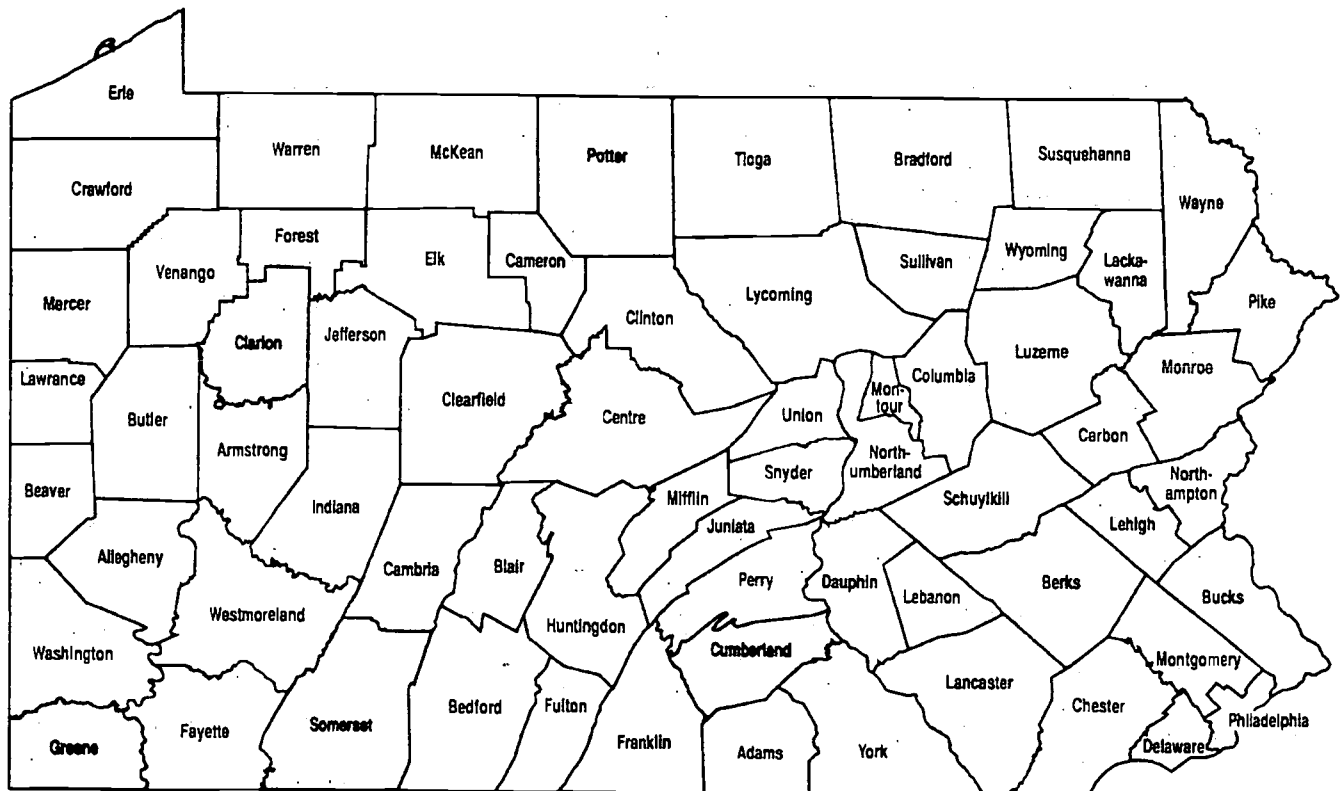 Erie
Warren
McKean
Potter
Tioga
Bradford
Susquehanna
Wayne
Crawford
Forest
Elk
Cameron
Sullivan
Wyoming
Lacka-
wanna
Pike
Venango
Mercer
Clarion
Jefferson
Clinton
Lycoming
Luzerne
Monroe
Lawrance
Butler
Armstrong
Clearfield
Centre
Union
Mon-
tour
Columbia
Carbon
North-
ampton
Beaver
Indiana
Mifflin
Snyder
North-
umberland
Schuylkill
Lehigh
Allegheny
Westmoreland
Cambria
Blair
Huntingdon
Juniata
Perry
Dauphin
Lebanon
Berks
Bucks
Washington
Cumberland
Lancaster
Montgomery
Greene
Fayette
Somerset
Bedford
Fulton
Franklin
Adams
York
Chester
Delaware
Philadelphia